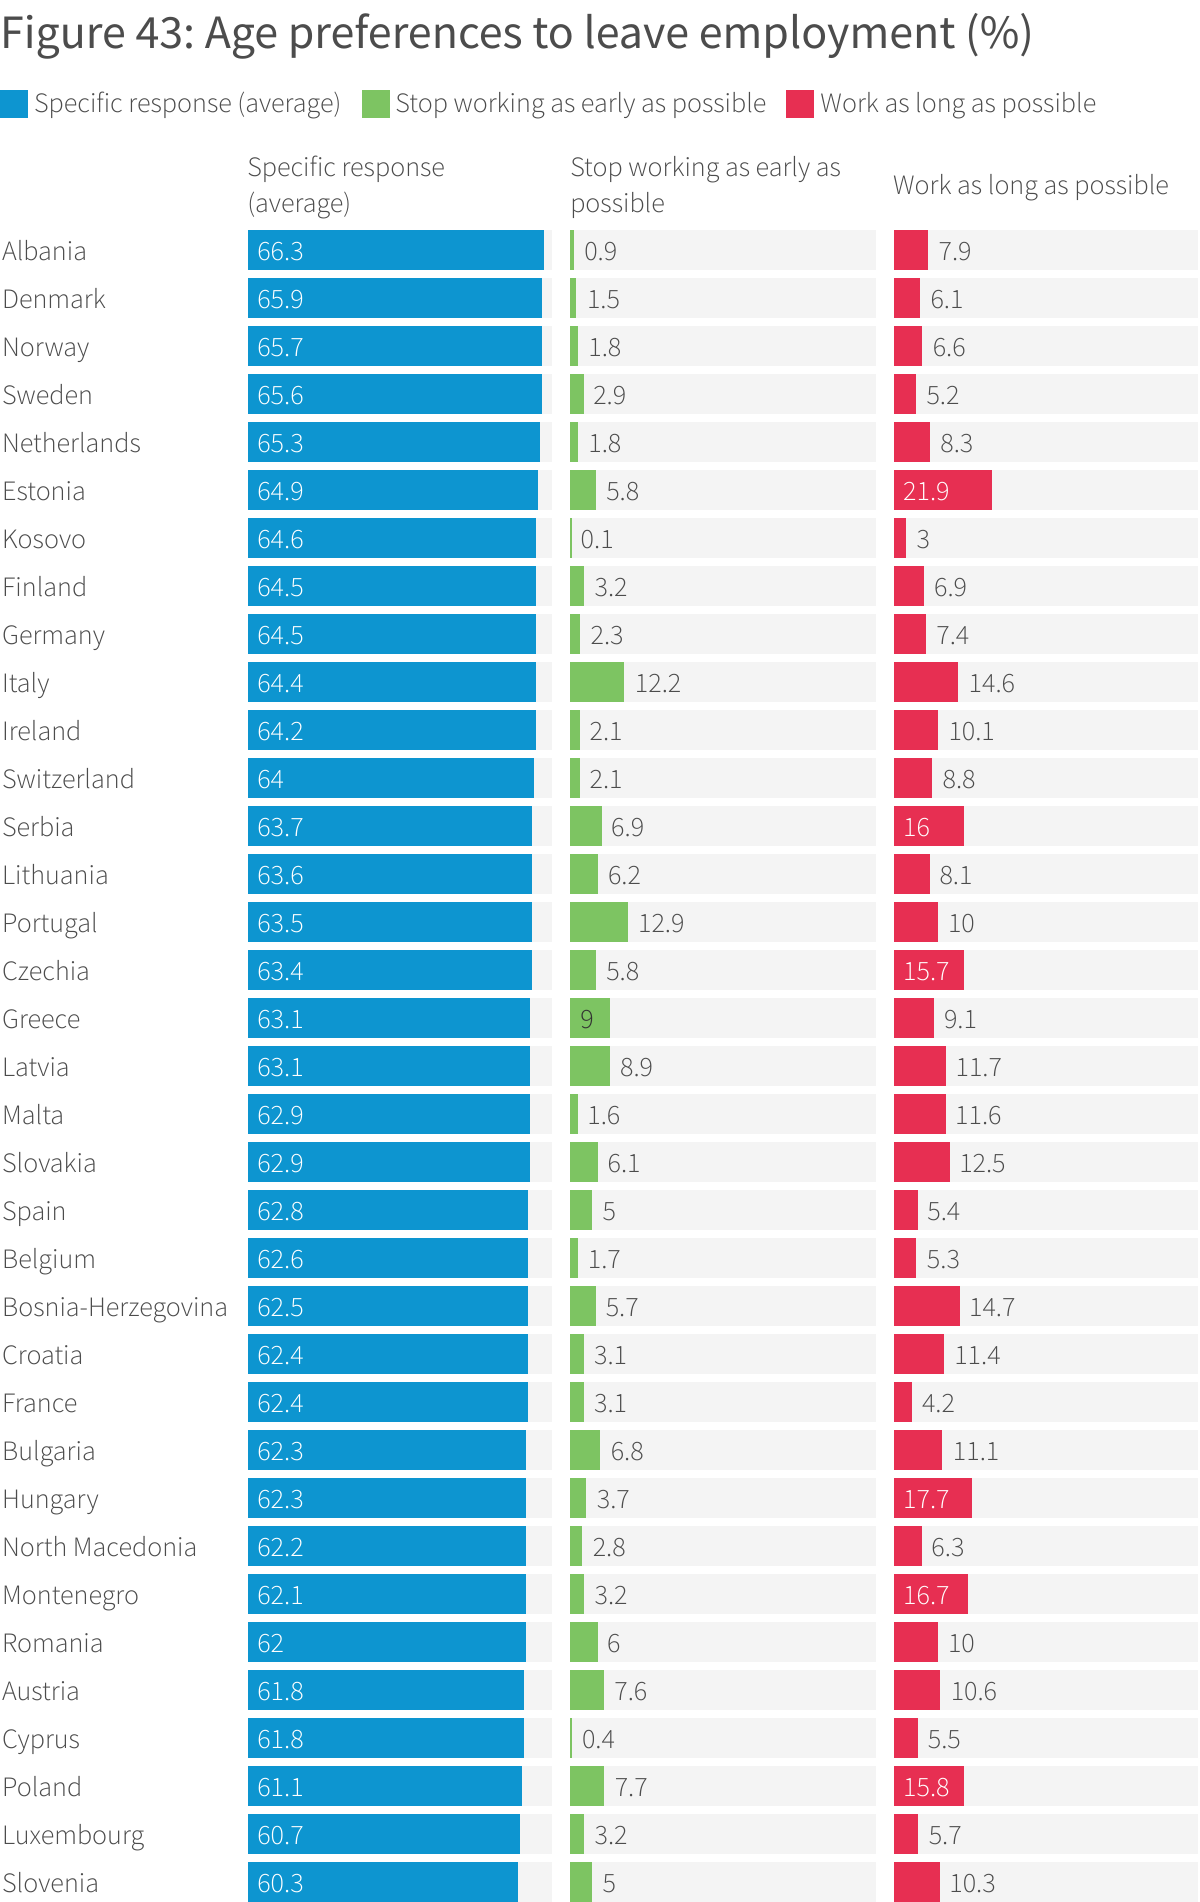 Figure 43: Age preferences to leave employment (%)
Specific response (average) Stop working as early as possible Work as long as possible
Specific response (average) Stop working as early as possible Work as long as possible
Albania 66.3 0.9 7.9
Denmark 65.9 1.5 6.1
Norway 65.7 1.8 6.6
Sweden 65.6 2.9 5.2
Netherlands 65.3 1.8 8.3
Estonia 64.9 5.8 21.9
Kosovo 64.6 0.1 3
Finland 64.5 3.2 6.9
Germany 64.5 2.3 7.4
Italy 64.4 12.2 14.6
Ireland 64.2 2.1 10.1
Switzerland 64 2.1 8.8
Serbia 63.7 6.9 16
Lithuania 63.6 6.2 8.1
Portugal 63.5 12.9 10
Czechia 63.4 5.8 15.7
Greece 63.1 9 9.1
Latvia 63.1 8.9 11.7
Malta 62.9 1.6 11.6
Slovakia 62.9 6.1 12.5
Spain 62.8 5 5.4
Belgium 62.6 1.7 5.3
Bosnia-Herzegovina 62.5 5.7 14.7
Croatia 62.4 3.1 11.4
France 62.4 3.1 4.2
Bulgaria 62.3 6.8 11.1
Hungary 62.3 3.7 17.7
North Macedonia 62.2 2.8 6.3
Montenegro 62.1 3.2 16.7
Romania 62 6 10
Austria 61.8 7.6 10.6
Cyprus 61.8 0.4 5.5
Poland 61.1 7.7 15.8
Luxembourg 60.7 3.2 5.7
Slovenia 60.3 5 10.3